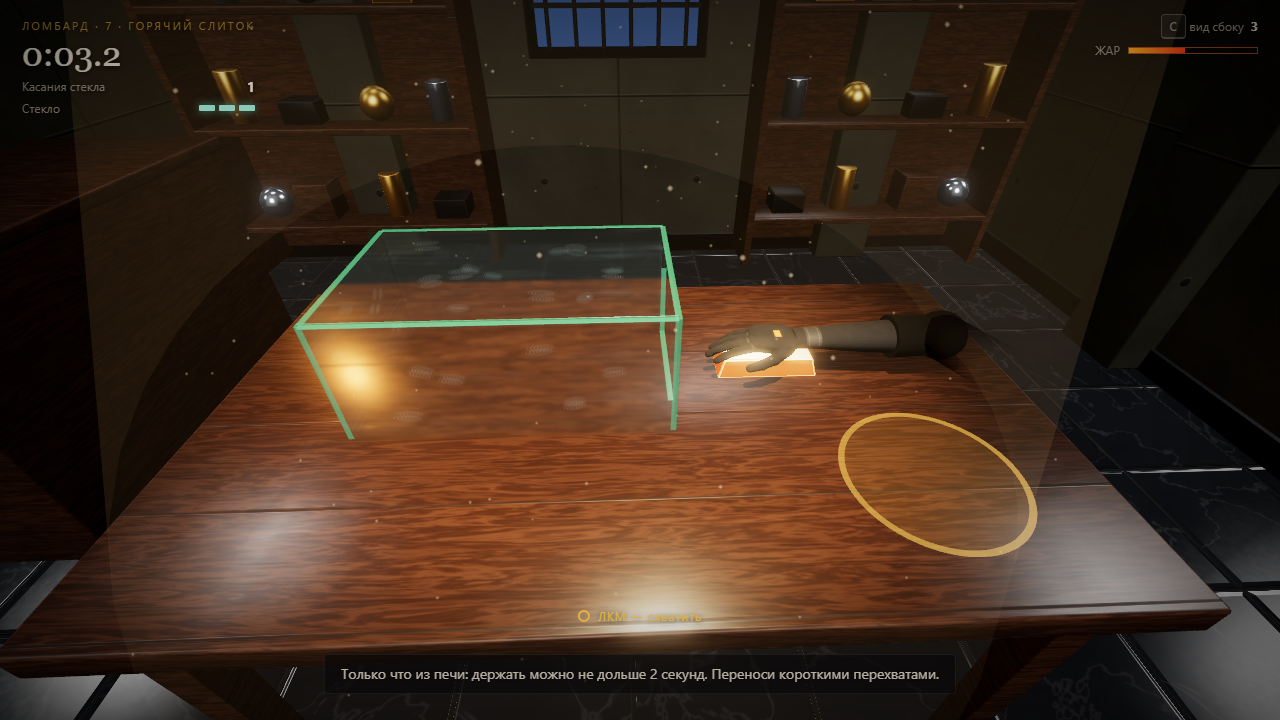 ЛОМБАРД · 7 · ГОРЯЧИЙ СЛИТОК
0:03.2
Касания стекла 1
Стекло
C вид сбоку 3
ЖАР
ЛКМ — схватить
Только что из печи: держать можно не дольше 2 секунд. Переноси короткими перехватами.